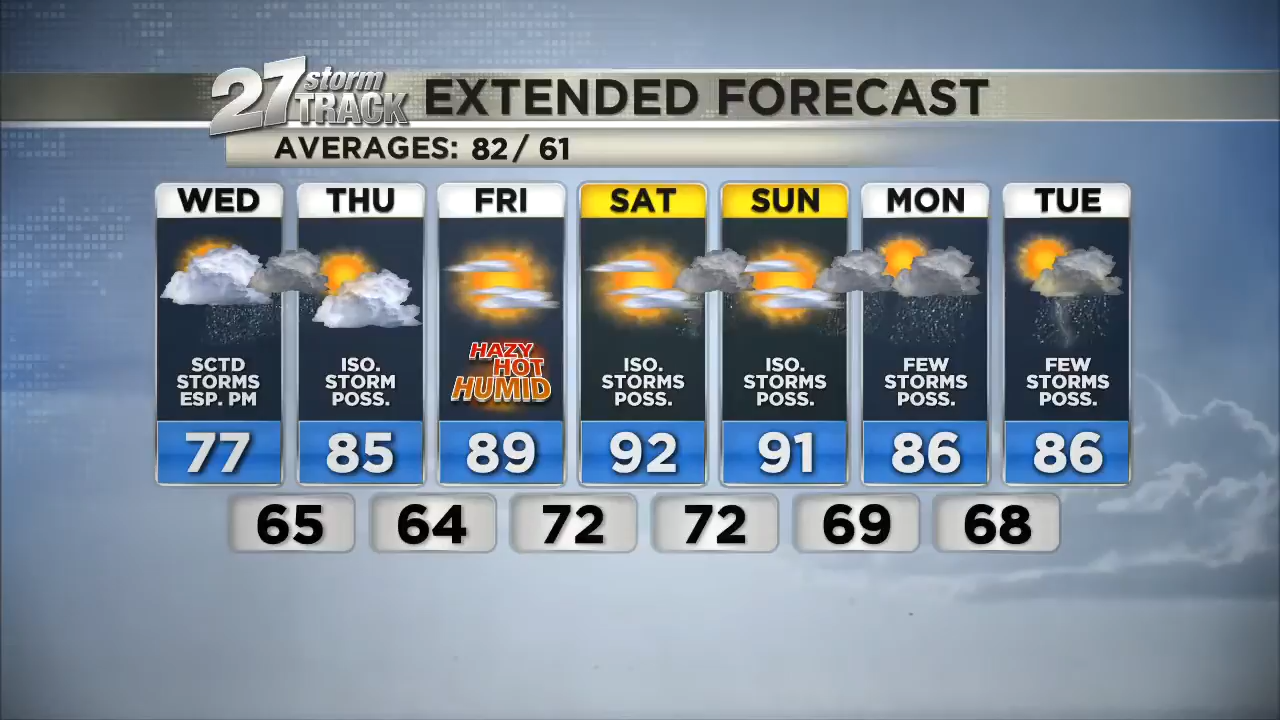 27 storm TRACK EXTENDED FORECAST
AVERAGES: 82 / 61
WED THU FRI SAT SUN MON TUE
SCTD STORMS ESP. PM
ISO. STORM POSS.
HAZY HOT HUMID
ISO. STORMS POSS.
ISO. STORMS POSS.
FEW STORMS POSS.
FEW STORMS POSS.
77 85 89 92 91 86 86
65 64 72 72 69 68